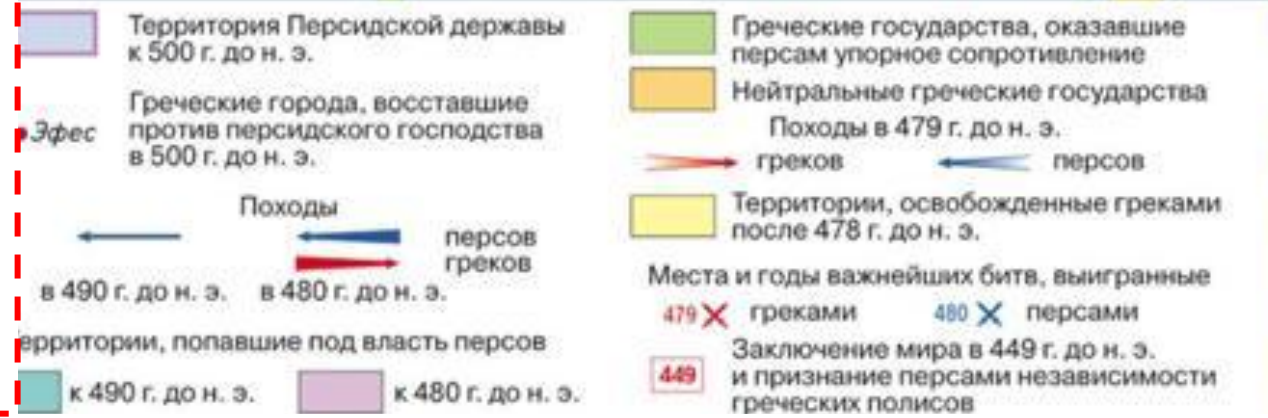 Территория Персидской державы
к 500 г. до н. э.
Эфес
Греческие города, восставшие
против персидского господства
в 500 г. до н. э.
Походы
персов
греков
в 490 г. до н. э. в 480 г. до н. э.
ерритории, попавшие под власть персов
к 490 г. до н. э. к 480 г. до н. э.
Греческие государства, оказавшие
персам упорное сопротивление
Нейтральные греческие государства
Походы в 479 г. до н. э.
греков персов
Территории, освобожденные греками
после 478 г. до н. э.
Места и годы важнейших битв, выигранные
479 греками 480 персами
Заключение мира в 449 г. до н. э.
449 и признание персами независимости
греческих полисов